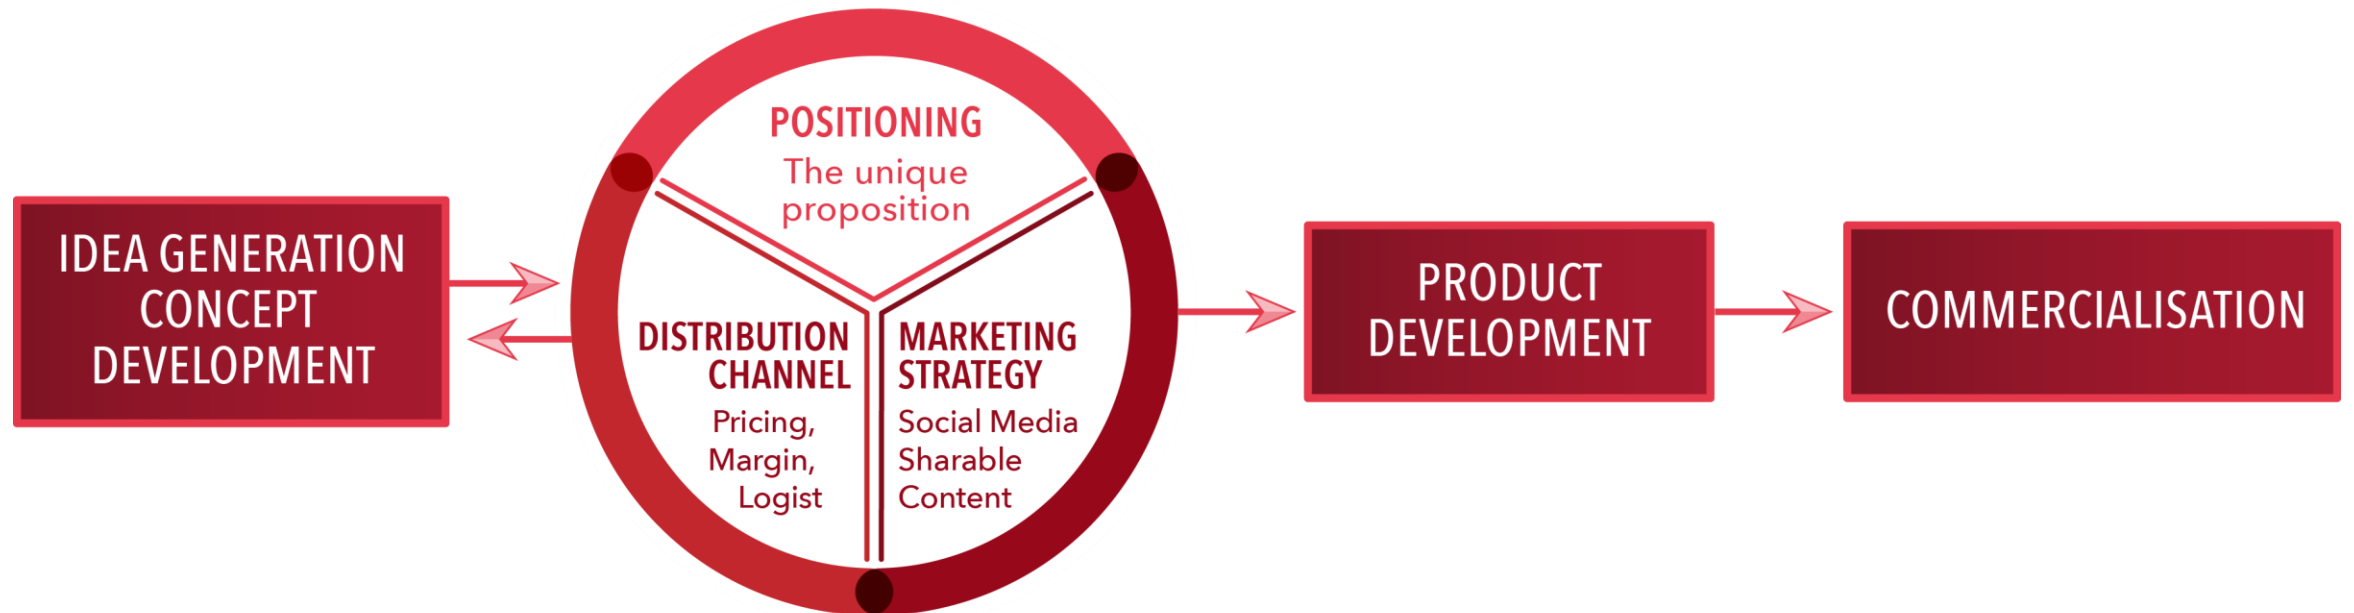 IDEA GENERATION
CONCEPT
DEVELOPMENT
POSITIONING
The unique
proposition
DISTRIBUTION
CHANNEL
Pricing,
Margin,
Logist
MARKETING
STRATEGY
Social Media
Sharable
Content
PRODUCT
DEVELOPMENT
COMMERCIALISATION